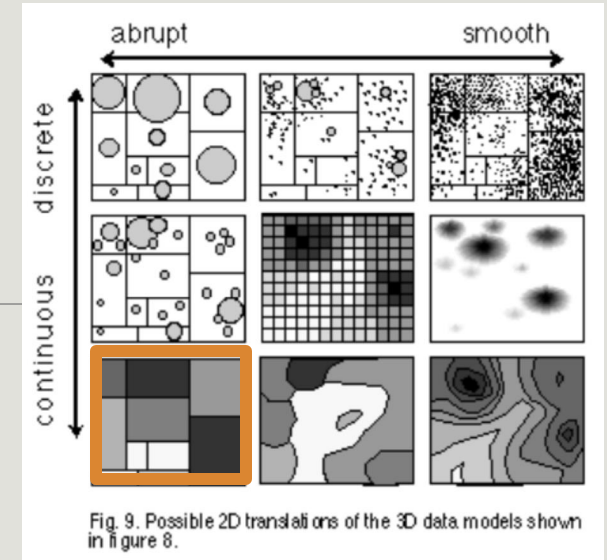 abrupt smooth
discrete
continuous
Fig. 9. Possible 2D translations of the 3D data models shown
in figure 8.